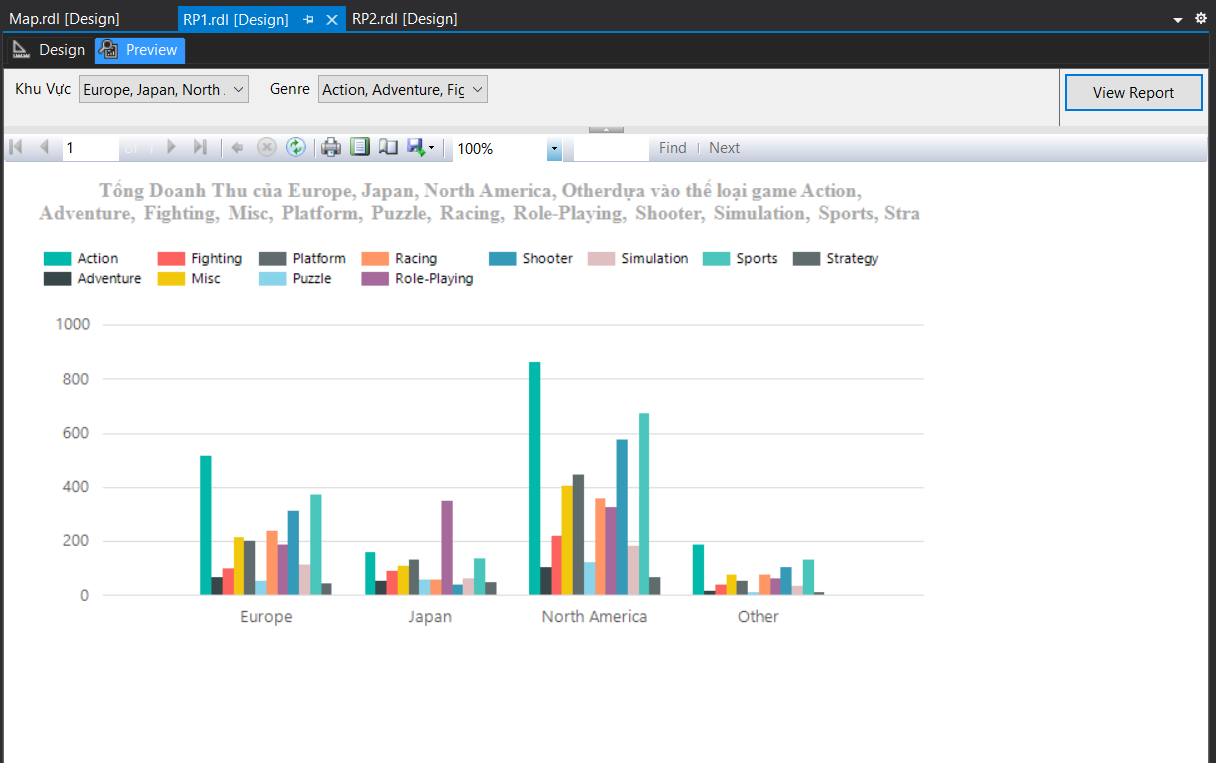 Map.rdl [Design] RP1.rdl [Design] RP2.rdl [Design]
Design Preview
Khu Vực Europe, Japan, North . Genre Action, Adventure, Fig View Report
1 100% Find Next
Tổng Doanh Thu của Europe, Japan, North America, Otherdựa vào thể loại game Action,
Adventure, Fighting, Misc, Platform, Puzzle, Racing, Role-Playing, Shooter, Simulation, Sports, Stra
Action Fighting Platform Racing Shooter Simulation Sports Strategy
Adventure Misc Puzzle Role-Playing
1000
800
600
400
200
0
Europe Japan North America Other